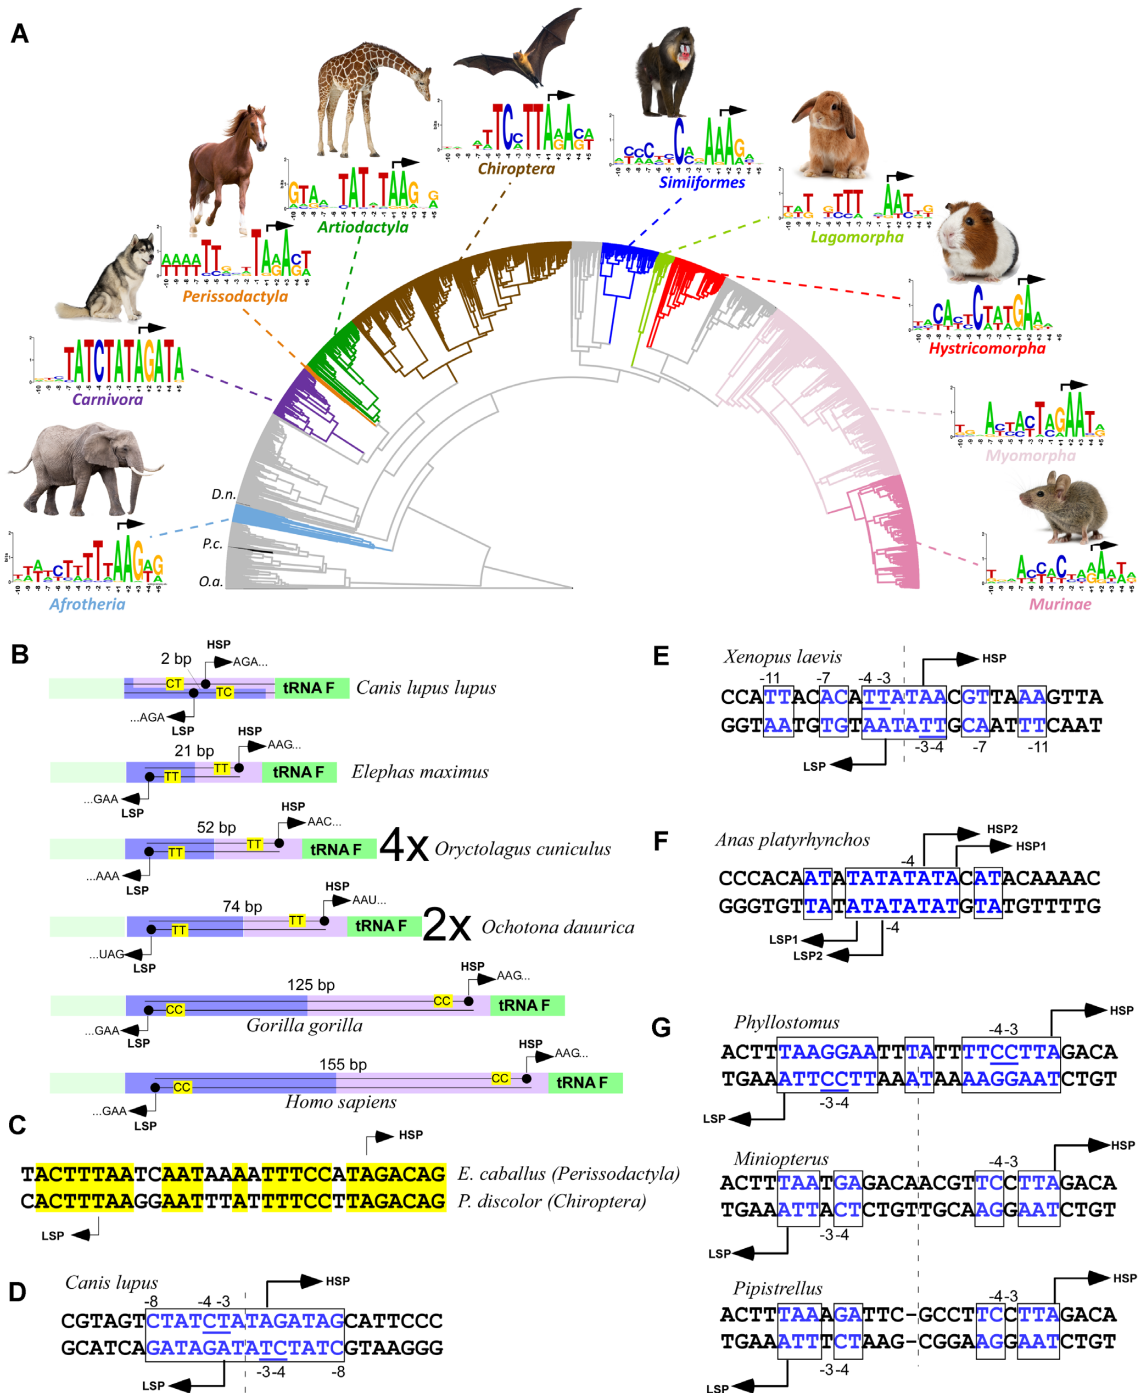 A
Chiroptera
Simiiformes
Artiodactyla
Lagomorpha
Perissodactyla
Hystricomorpha
Carnivora
Myomorpha
D.n.
P.c.
O.a.
Afrotheria
Murinae
B
HSP
2 bp
AGA...
CT
tRNA F
TC
Canis lupus lupus
...AGA
LSP
HSP
21 bp
AAG...
TT
TT
tRNA F
Elephas maximus
...GAA
LSP
HSP
52 bp
AAC...
TT
TT
tRNA F
4x
Oryctolagus cuniculus
...AAA
LSP
HSP
74 bp
AAU...
TT
TT
tRNA F
2x
Ochotona dauurica
...UAG
LSP
HSP
125 bp
AAG...
CC
CC
tRNA F
...GAA
Gorilla gorilla
LSP
HSP
155 bp
AAG...
CC
CC
tRNA F
...GAA
Homo sapiens
LSP
C
HSP
TACTTTAATCAATAAAATTTCCATAGACAG E. caballus (Perissodactyla)
CACTTTAAGGAATTTATTTTCCTTAGACAG P. discolor (Chiroptera)
LSP
D
Canis lupus
HSP
-8 -4 -3
CGTAGTCTATCTATAGATAGCATTCCC
GCATCAGATAGATATCTATCGTAAGGG
-3-4 -8
LSP
E
Xenopus laevis
HSP
-11 -7 -4 -3
CCATTACACATTATAACGTTAAAGTTA
GGTAATGTGTAATATTGCAATTTCAAT
-3-4 -7 -11
LSP
F
Anas platyrhynchos
HSP2
HSP1
-4
CCCACAATATATATATACATACAAAAC
GGGTGTTATATATATATGTATGTTTTG
-4
LSP1
LSP2
G
Phyllostomus
HSP
-4-3
ACTTTAAGGAATTTATTTTCCTTAGACA
TGAAATTCCTTAAATAAAAGGAATCTGT
-3-4
LSP
Miniopterus
HSP
-4-3
ACTTTAATGAGACAACGTTCCTTAGACA
TGAAATTACTCTGTTGCAAGGAATCTGT
-3-4
LSP
Pipistrellus
HSP
-4-3
ACTTTAAAGATTC-GCCTTCCTTAGACA
TGAAATTTCTAAG-CGGAAGGAATCTGT
-3-4
LSP